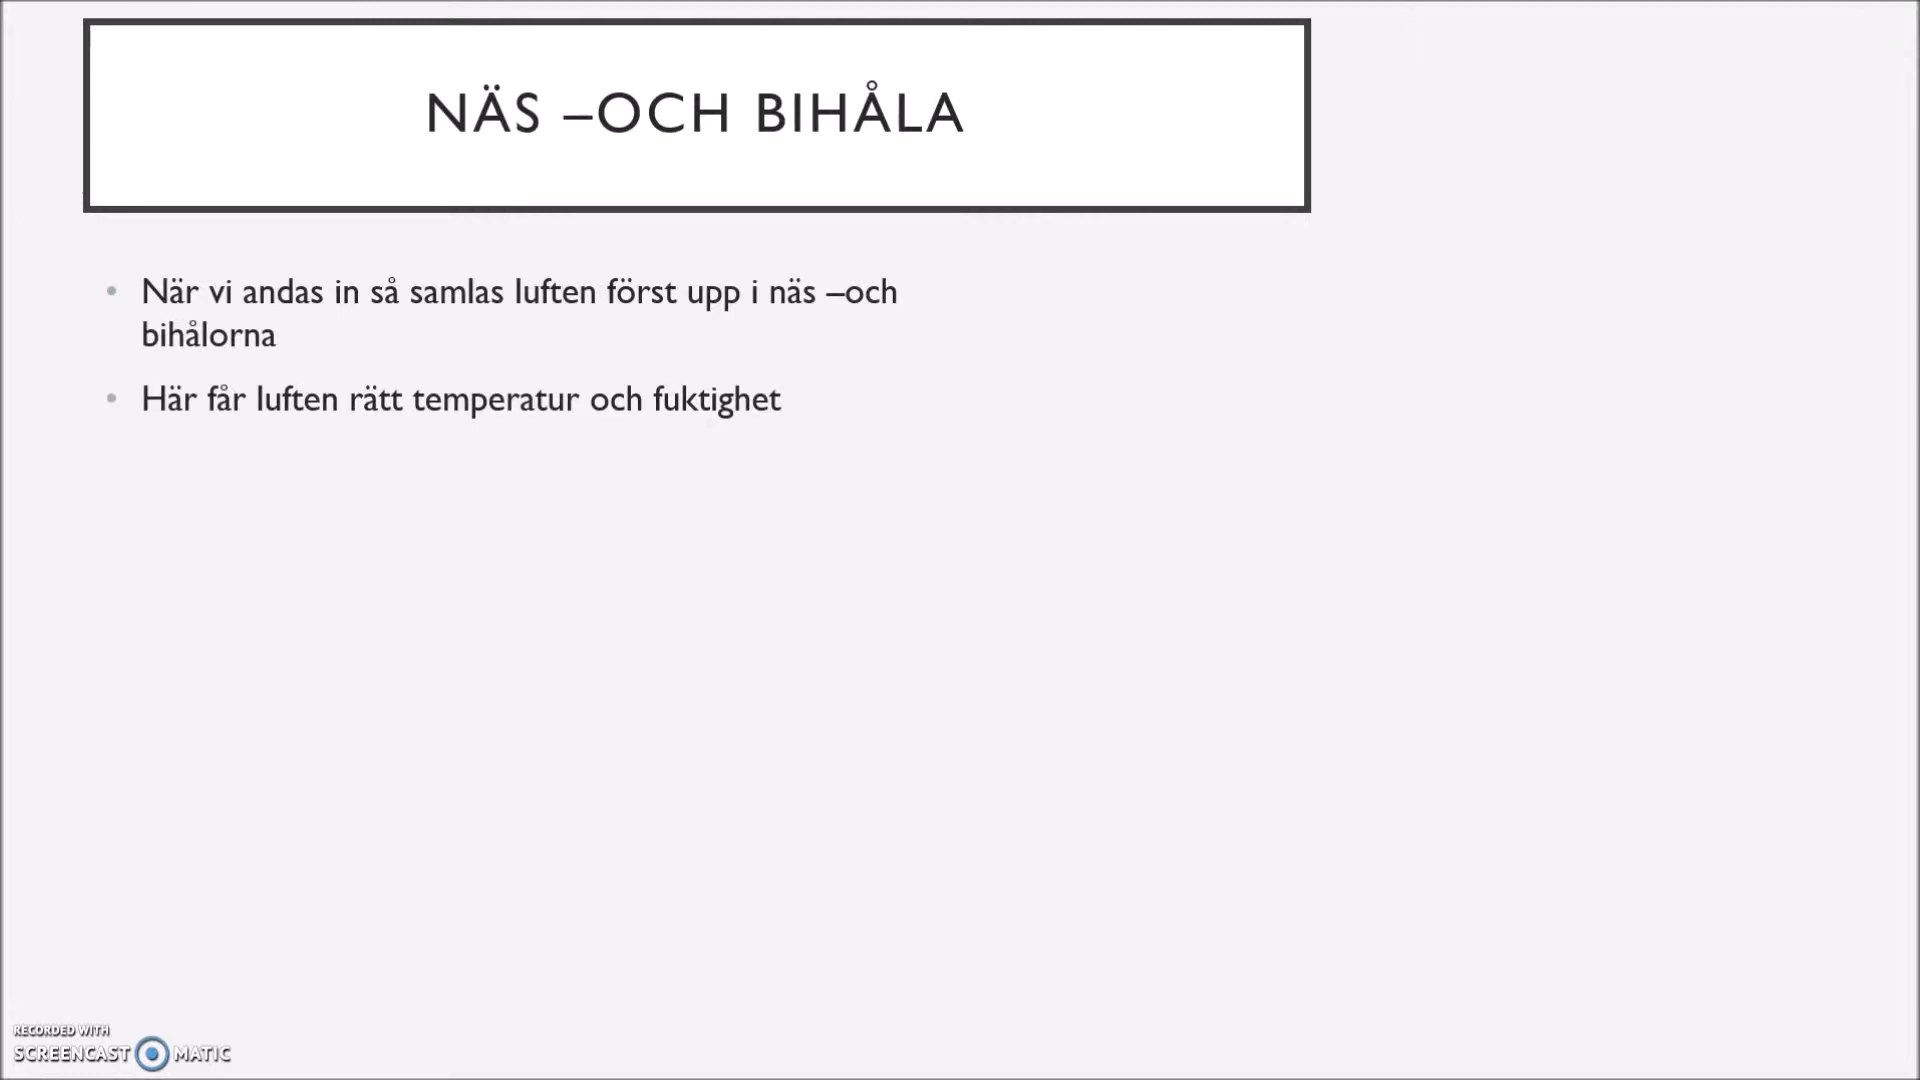 NÄS –OCH BIHÅLA
• När vi andas in så samlas luften först upp i näs –och
bihålorna
• Här får luften rätt temperatur och fuktighet
RECORDED WITH
SCREENCAST MATIC